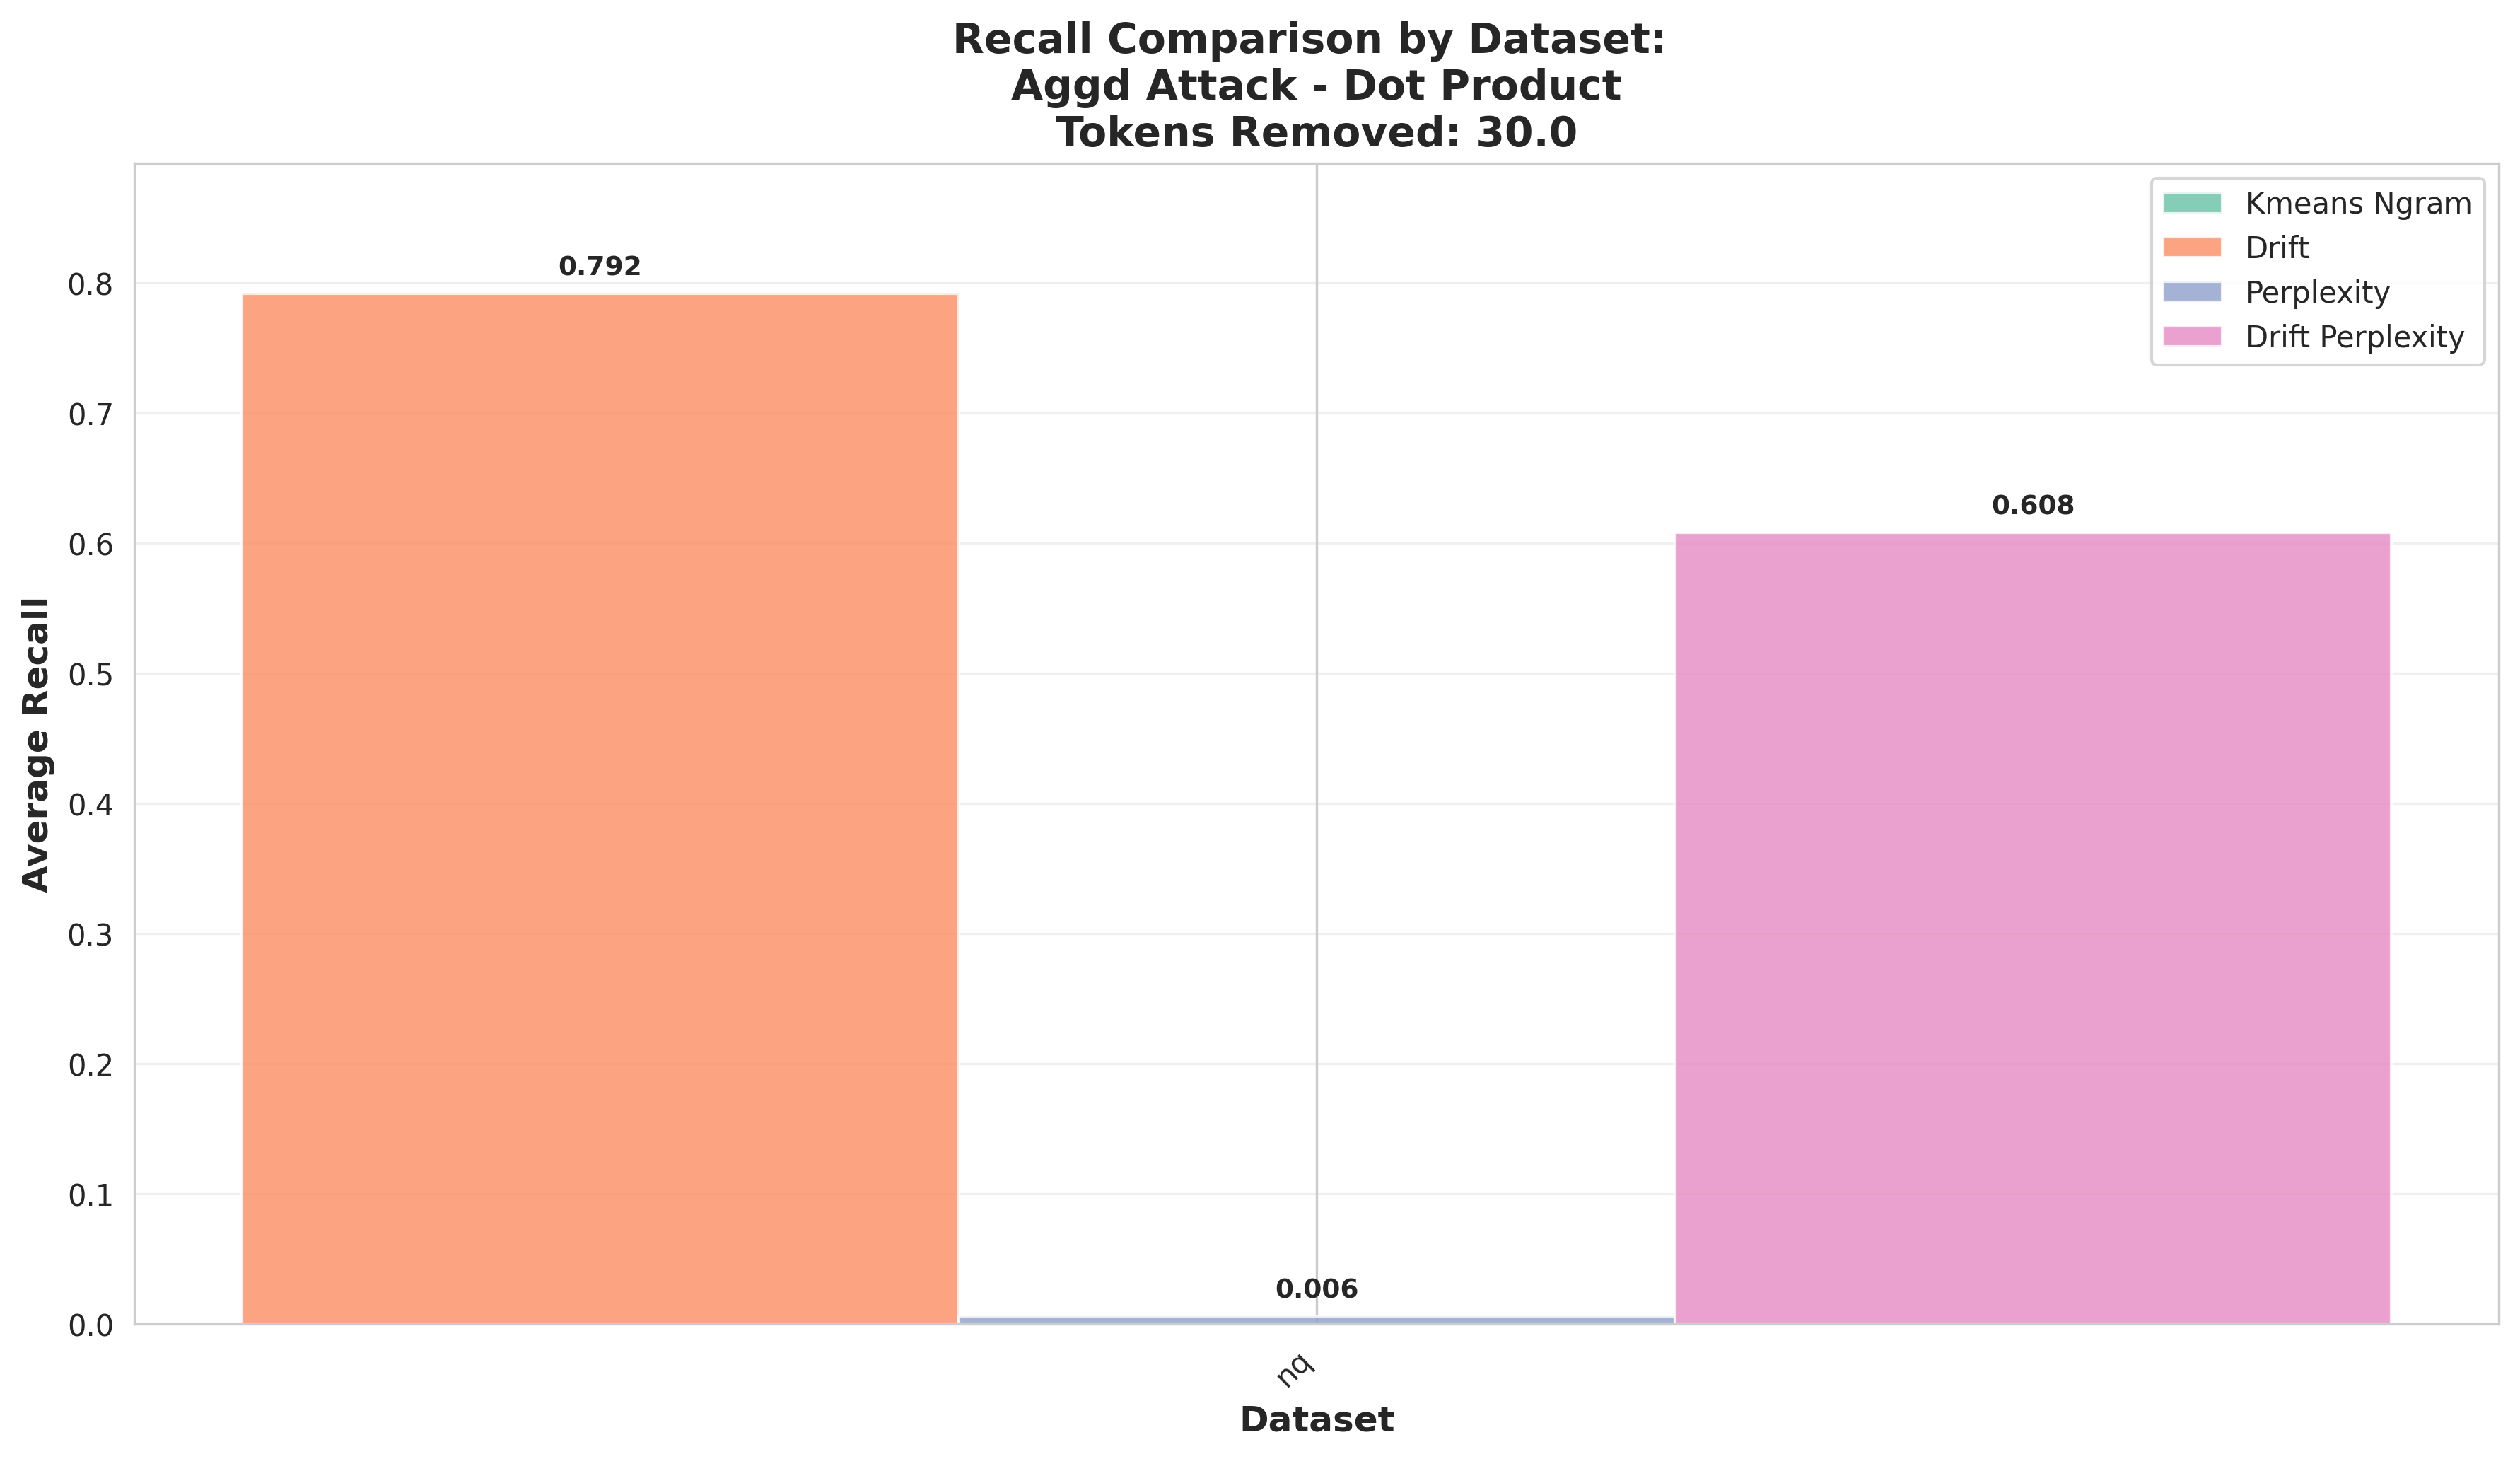 Recall Comparison by Dataset:
Aggd Attack - Dot Product
Tokens Removed: 30.0
Kmeans Ngram
Drift
Perplexity
Drift Perplexity
0.792
0.608
0.006
0.8
0.7
0.6
0.5
0.4
0.3
0.2
0.1
0.0
Average Recall
nq
Dataset